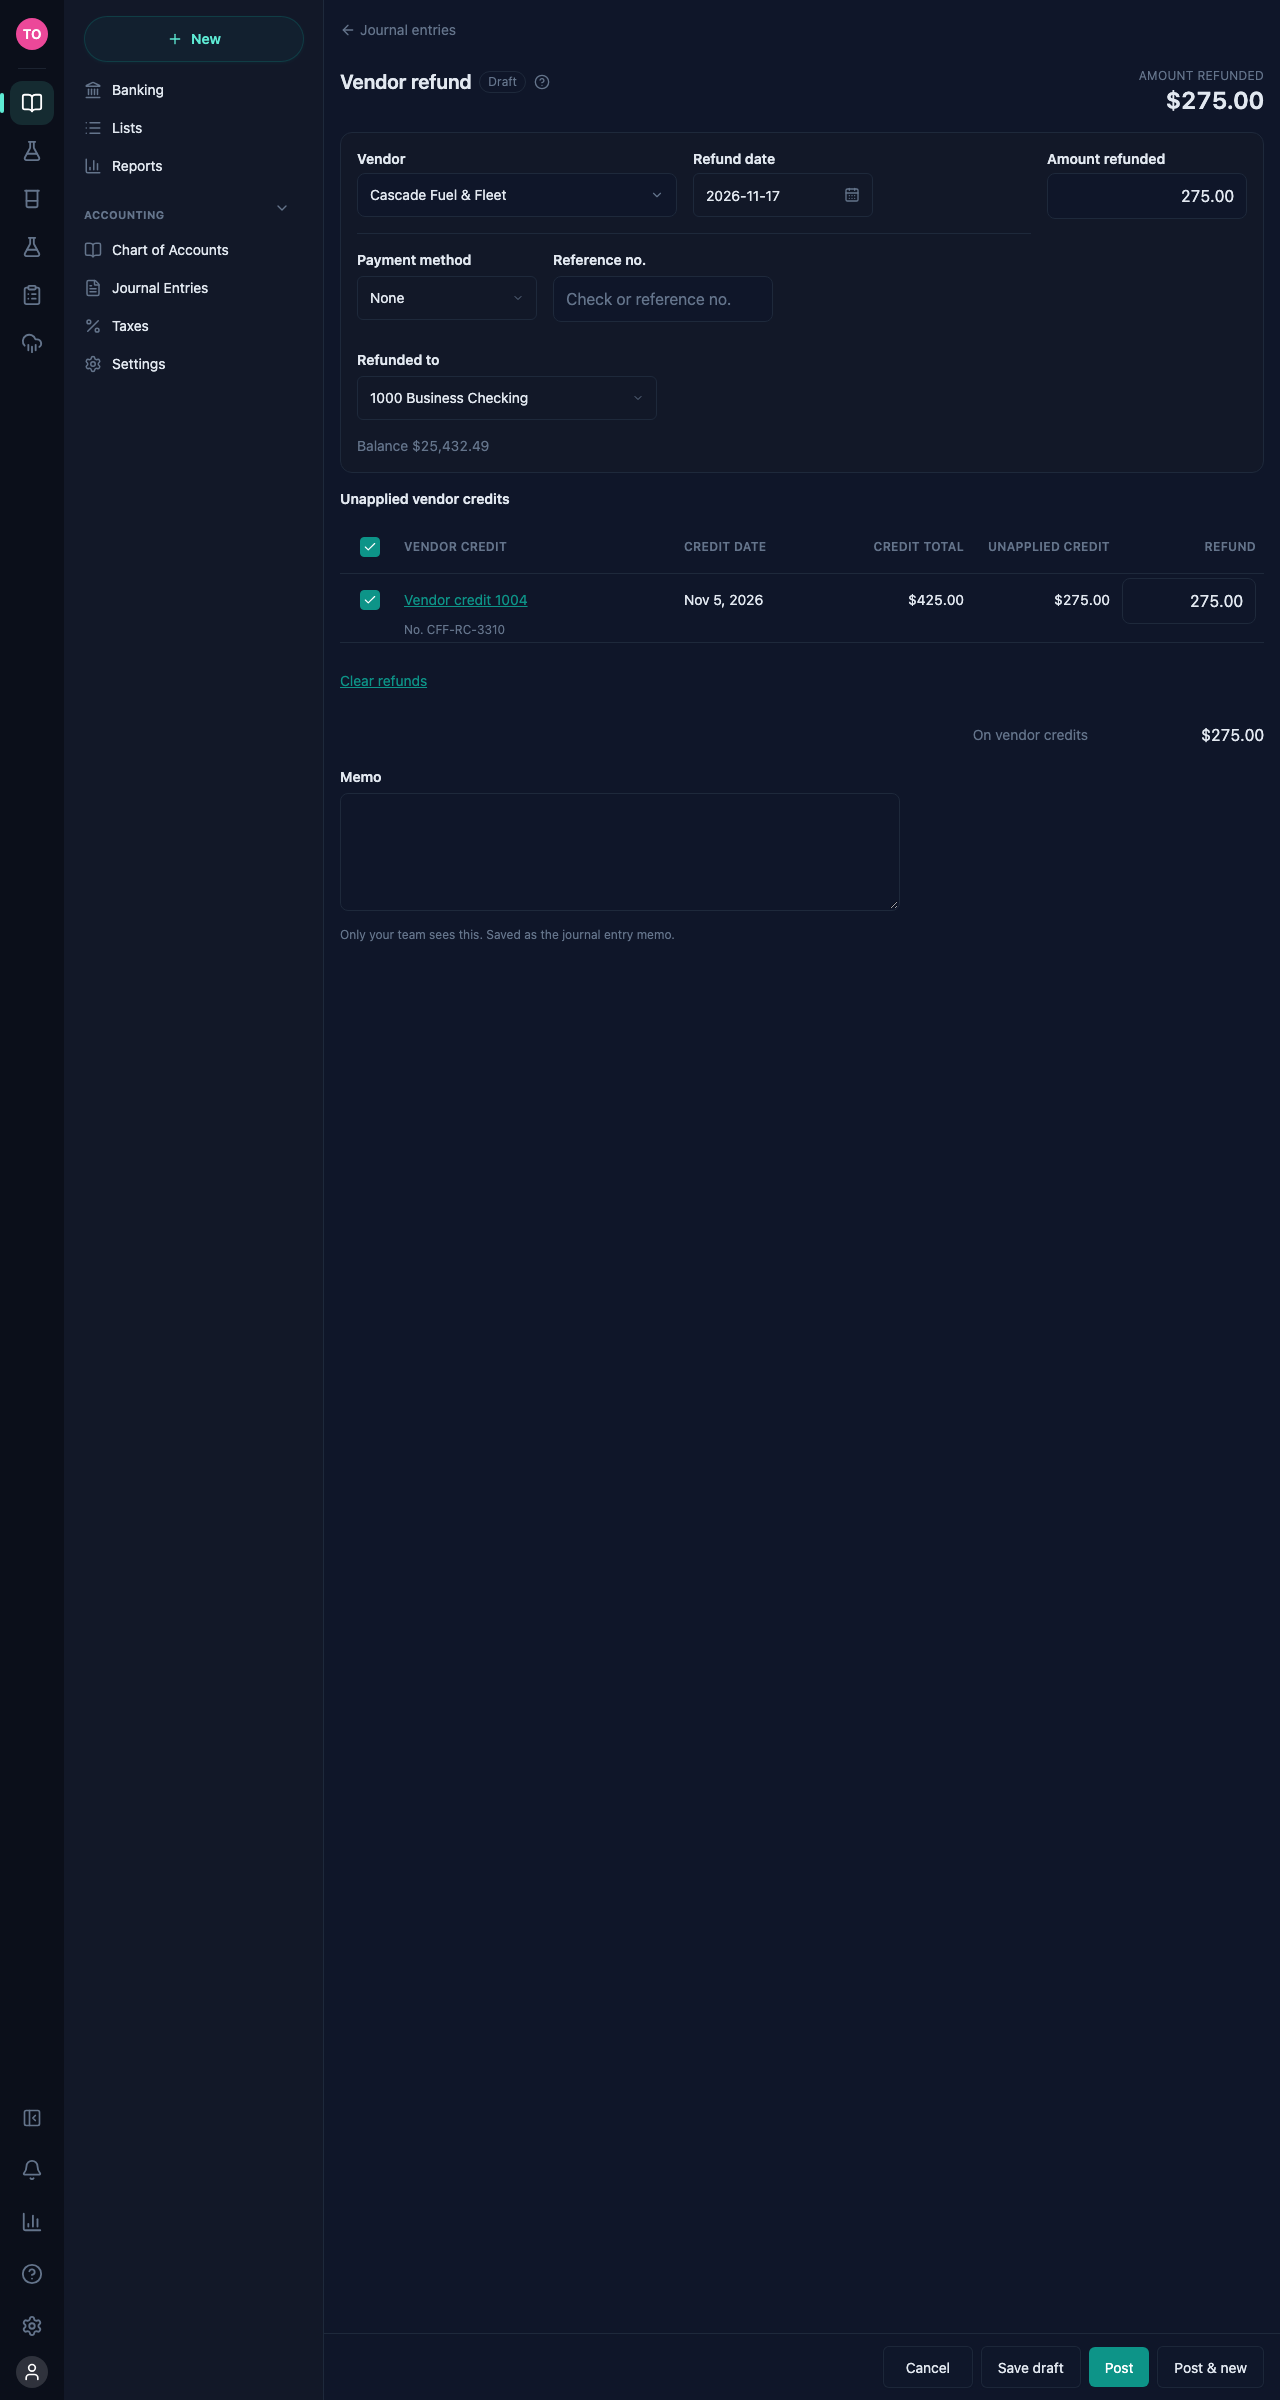 TO
New
Banking
Lists
Reports
ACCOUNTING
Chart of Accounts
Journal Entries
Taxes
Settings
Journal entries
Vendor refund
Draft
AMOUNT REFUNDED
$275.00
Vendor
Refund date
Amount refunded
Cascade Fuel & Fleet
2026-11-17
275.00
Payment method
Reference no.
None
Check or reference no.
Refunded to
1000 Business Checking
Balance $25,432.49
Unapplied vendor credits
VENDOR CREDIT CREDIT DATE CREDIT TOTAL UNAPPLIED CREDIT REFUND
Vendor credit 1004 Nov 5, 2026 $425.00 $275.00 275.00
No. CFF-RC-3310
Clear refunds
On vendor credits $275.00
Memo
Only your team sees this. Saved as the journal entry memo.
Cancel
Save draft
Post
Post & new